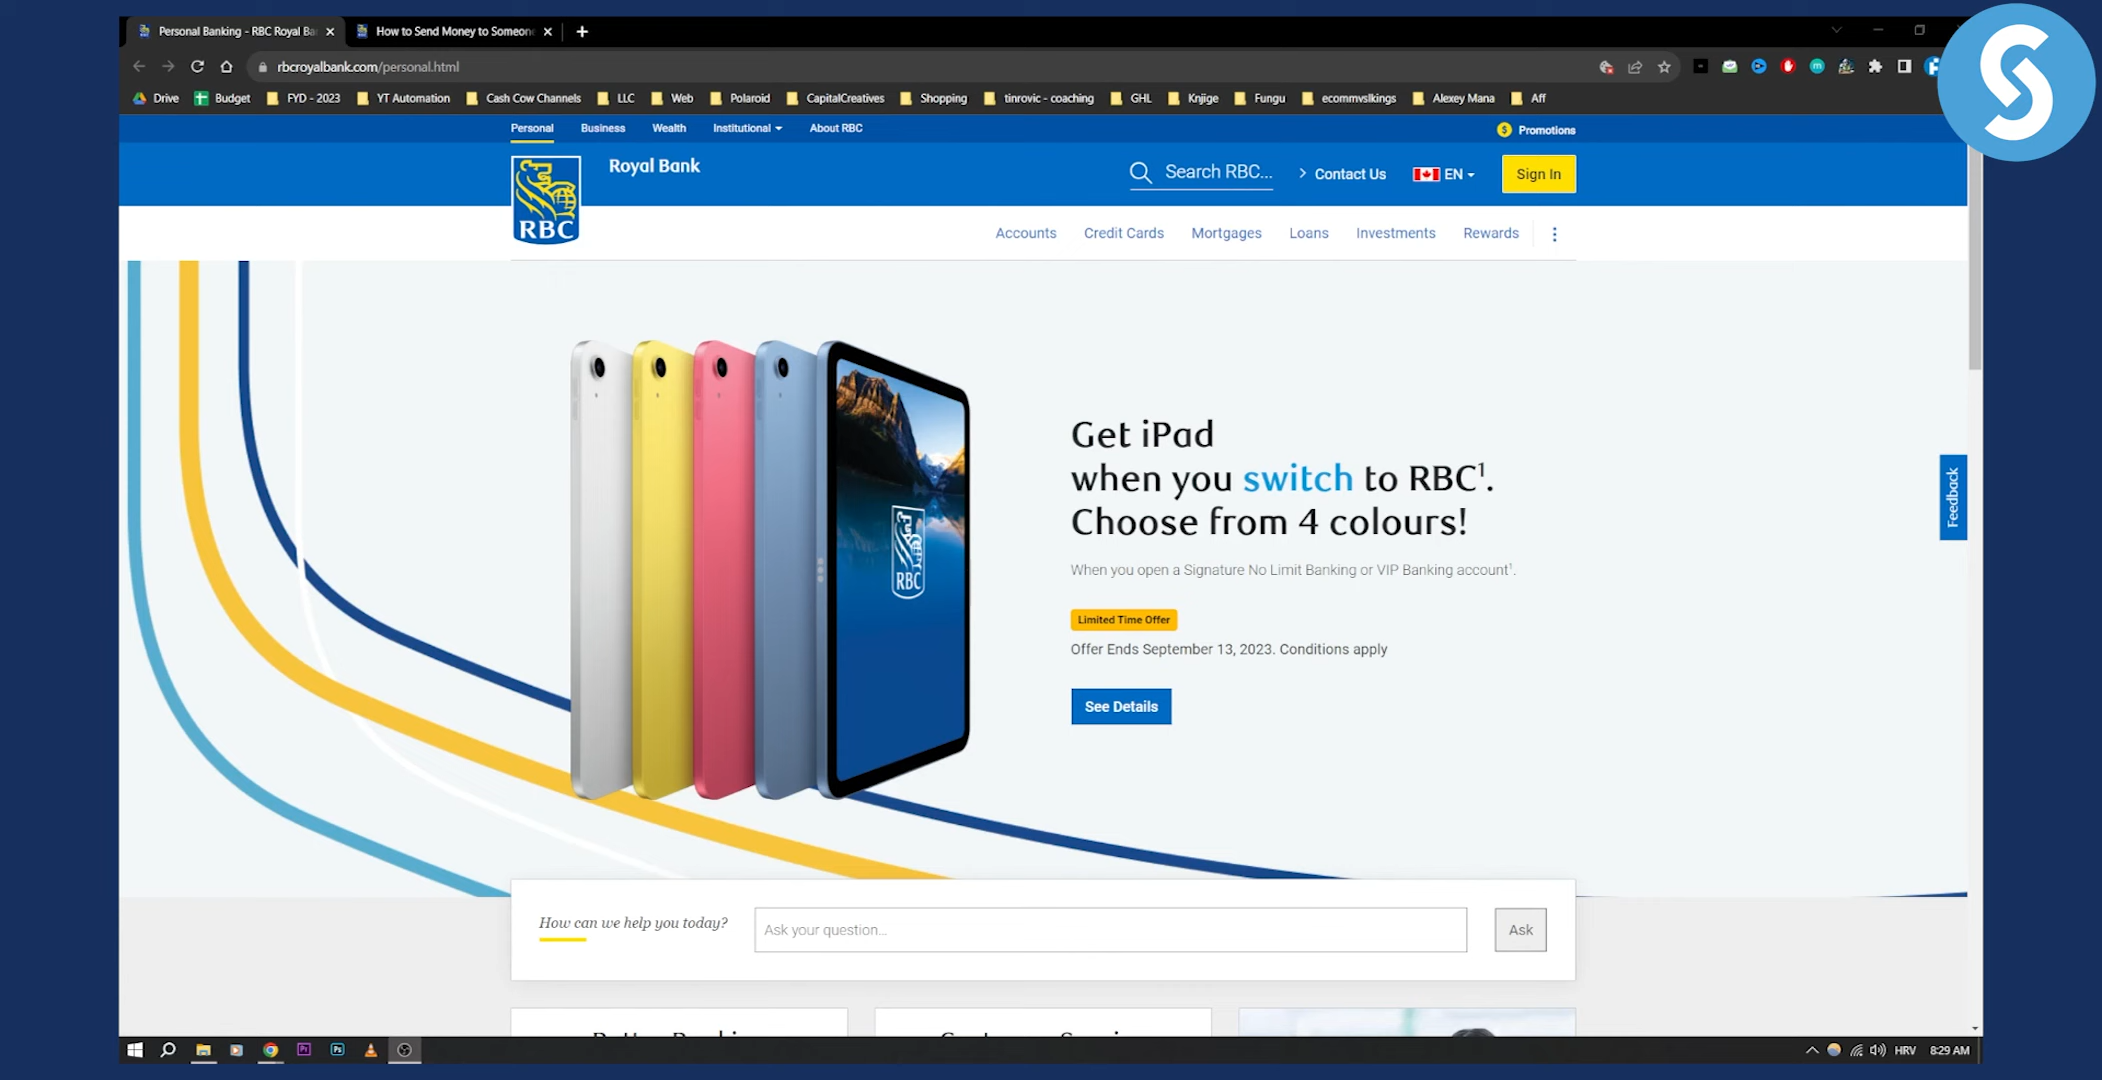 Personal Banking - RBC Royal Ba
How to Send Money to Someon
rbcroyalbank.com/personal.html
Drive
Budget
FYD - 2023
YT Automation
Cash Cow Channels
LLC
Web
Polaroid
CapitalCreatives
Shopping
tinrovic - coaching
GHL
Knjige
Fungu
ecommvslkings
Alexey Mana
Aff
Personal
Business
Wealth
Institutional
About RBC
Promotions
RBC
Royal Bank
Search RBC...
Contact Us
EN
Sign In
Accounts
Credit Cards
Mortgages
Loans
Investments
Rewards
RBC
Get iPad
when you switch to RBC¹.
Choose from 4 colours!
When you open a Signature No Limit Banking or VIP Banking account¹.
Limited Time Offer
Offer Ends September 13, 2023. Conditions apply
See Details
Feedback
How can we help you today?
Ask your question...
Ask
HRV
8:29 AM